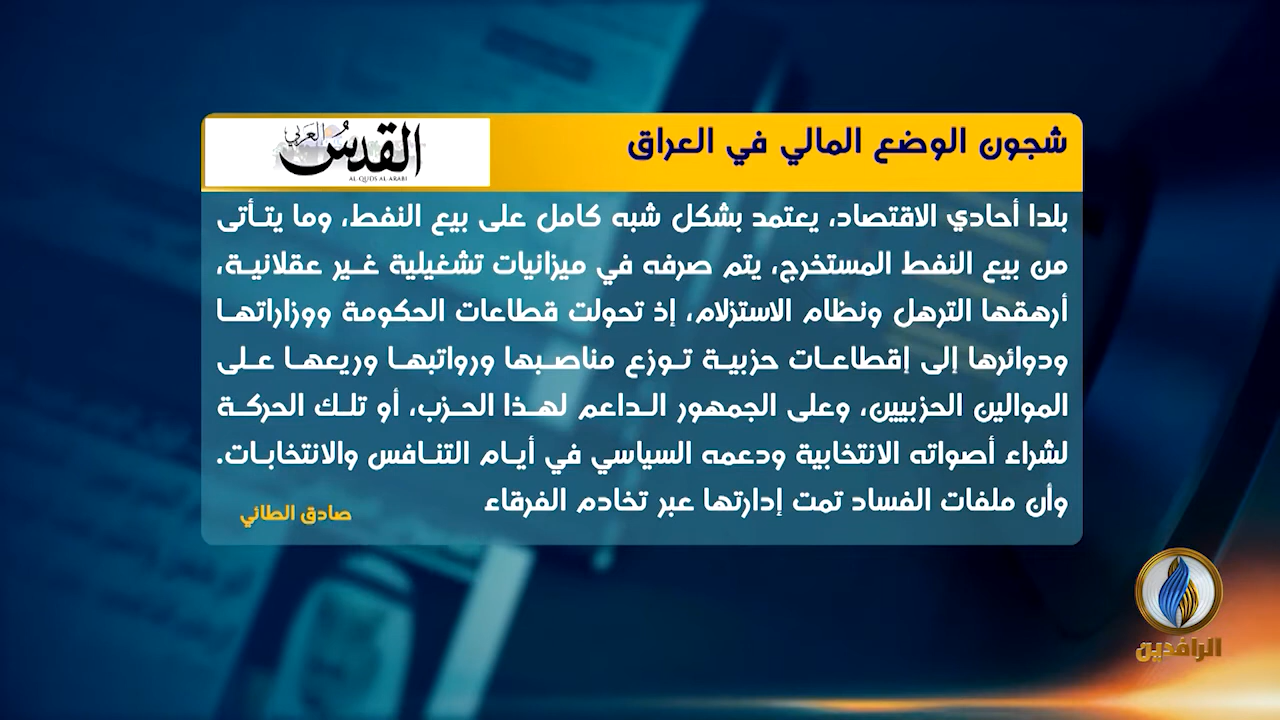 شجون الوضع المالي في العراق
القدس العربي
AL-QUDS AL-ARABI
بلدا أحادي الاقتصاد، يعتمد بشكل شبه كامل على بيع النفط، وما يتأتى
من بيع النفط المستخرج، يتم صرفه في ميزانيات تشغيلية غير عقلانية،
أرهقها الترهل ونظام الاستزلام، إذ تحولت قطاعات الحكومة ووزاراتها
ودوائرها إلى إقطاعات حزبية توزع مناصبها ورواتبها وريعها على
الموالين الحزبيين، وعلى الجمهور الداعم لهذا الحزب، أو تلك الحركة
لشراء أصواته الانتخابية ودعمه السياسي في أيام التنافس والانتخابات.
وأن ملفات الفساد تمت إدارتها عبر تخادم الفرقاء
صادق الطائي
الرافدين